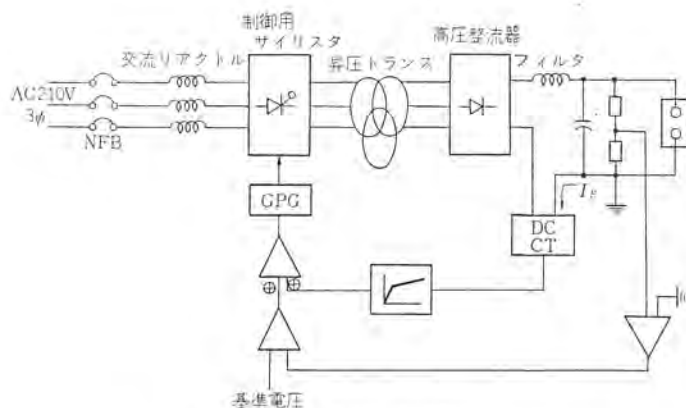 制御用
サイリスタ
交流リアクトル
昇圧トランス
高圧整流器
フィルタ
AC210V
3φ
NFB
GPG
DC
CT
基準電圧